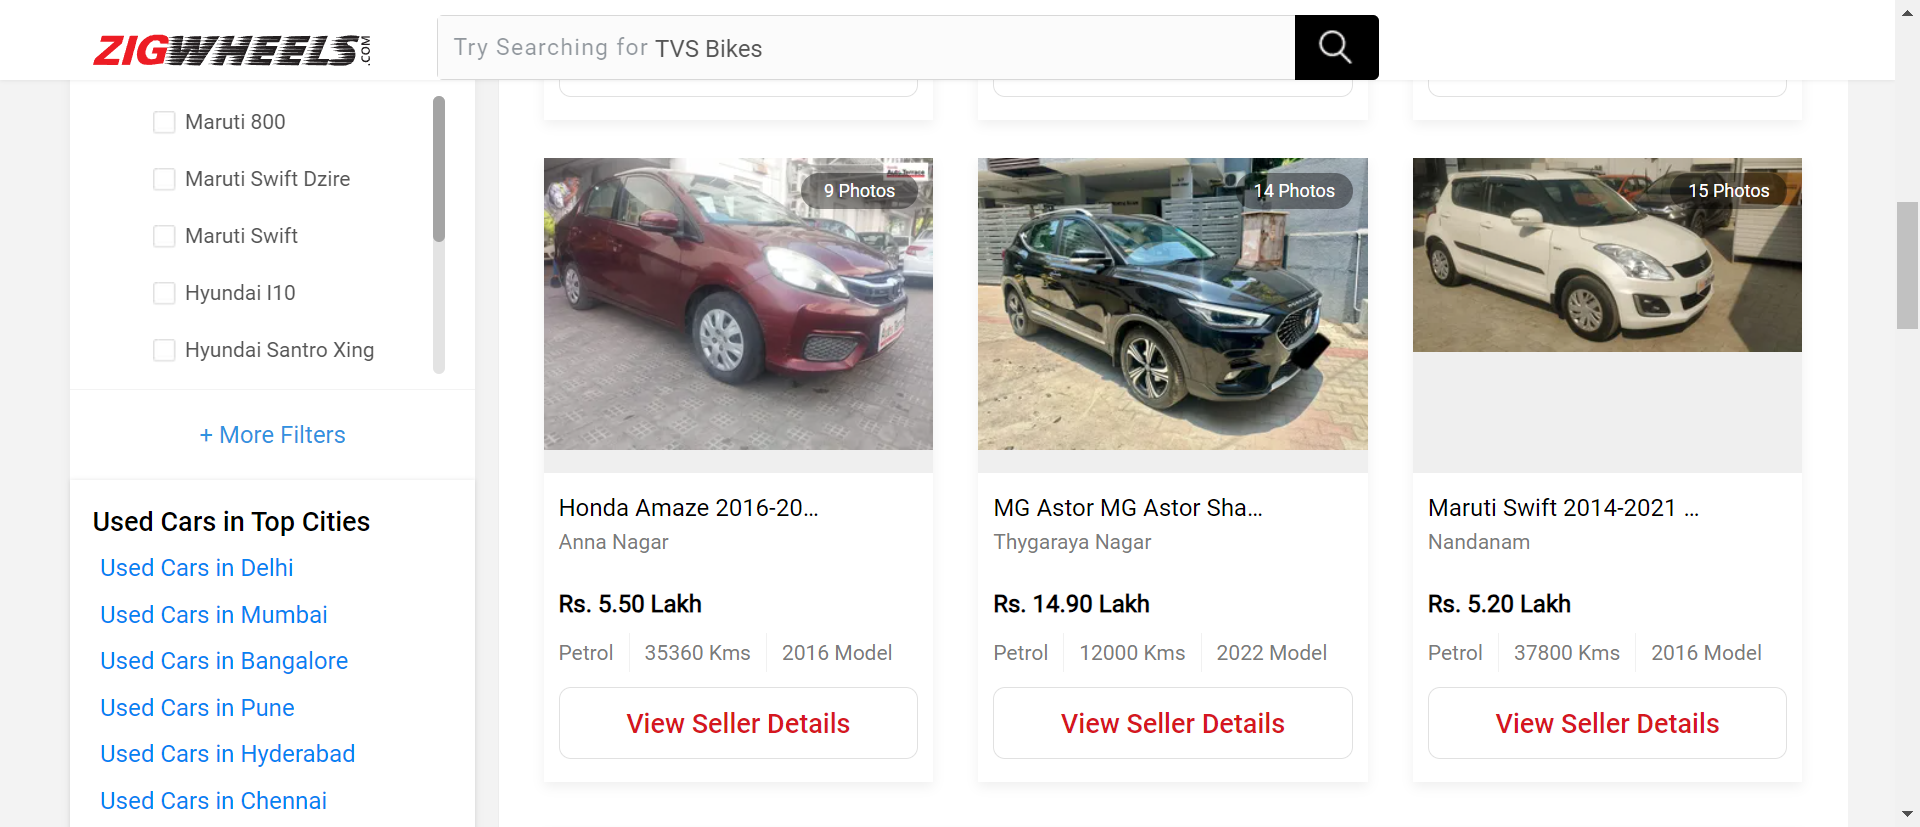 ZIGWHEELS.COM
Try Searching for TVS Bikes
Maruti 800
Maruti Swift Dzire
Maruti Swift
Hyundai I10
Hyundai Santro Xing
+ More Filters
Used Cars in Top Cities
Used Cars in Delhi
Used Cars in Mumbai
Used Cars in Bangalore
Used Cars in Pune
Used Cars in Hyderabad
Used Cars in Chennai
Auto Terrace
9 Photos
Honda Amaze 2016-20...
Anna Nagar
Rs. 5.50 Lakh
Petrol 35360 Kms 2016 Model
View Seller Details
14 Photos
MG Astor MG Astor Sha...
Thygaraya Nagar
Rs. 14.90 Lakh
Petrol 12000 Kms 2022 Model
View Seller Details
15 Photos
Maruti Swift 2014-2021 ...
Nandanam
Rs. 5.20 Lakh
Petrol 37800 Kms 2016 Model
View Seller Details